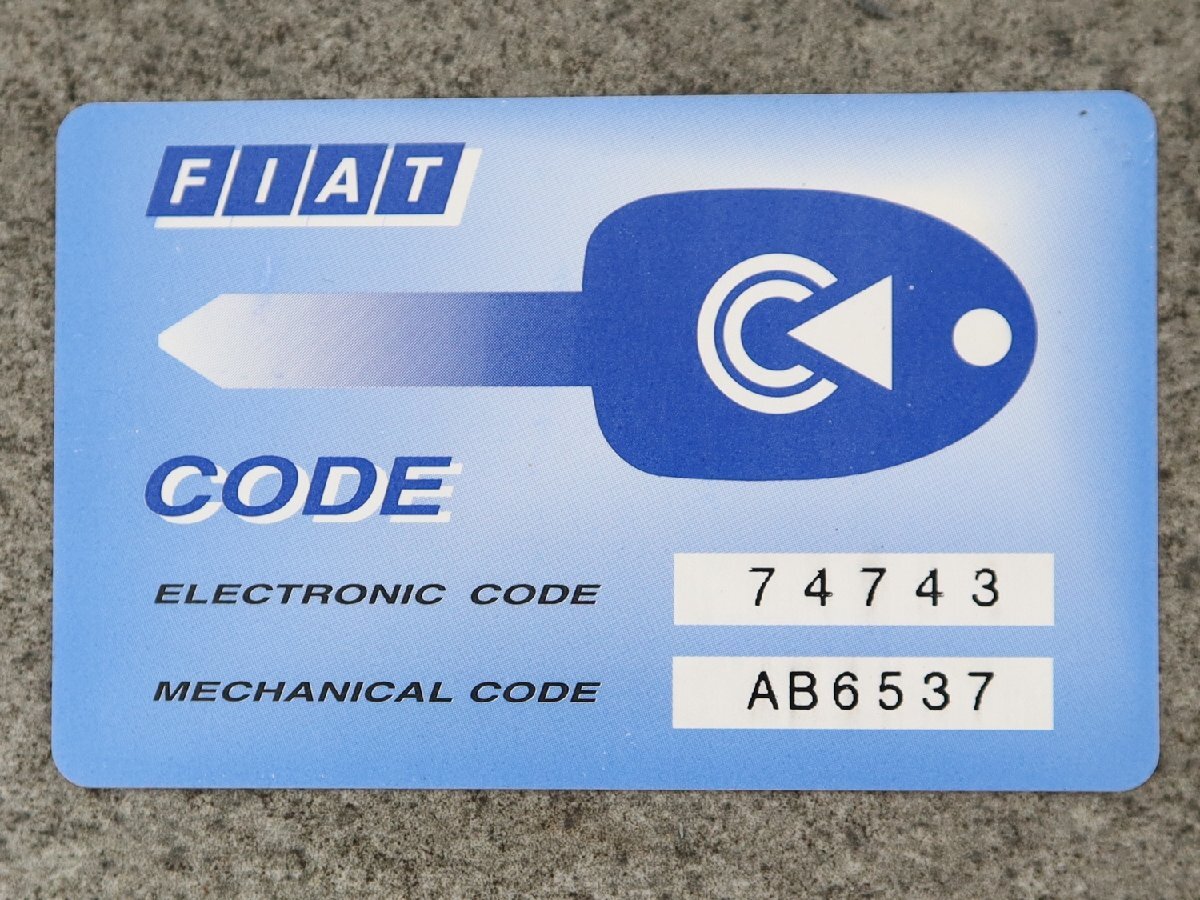 FIAT
CODE
ELECTRONIC CODE 74743
MECHANICAL CODE AB6537